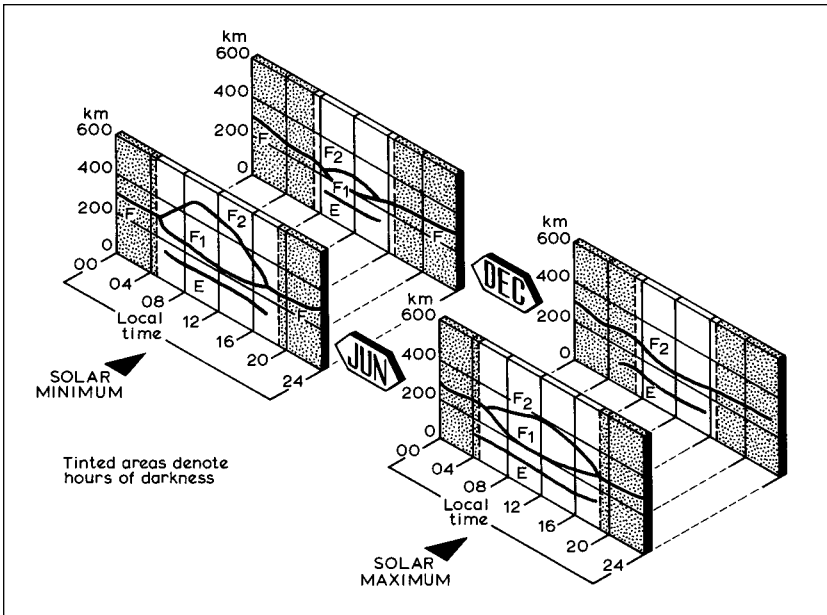 km
600
400
200
0
F
F2
F1
E
F
km
600
400
200
0
F
F2
F1
E
F
00
04
08
12
16
20
24
Local
time
SOLAR
MINIMUM
DEC
JUN
km
600
400
200
0
F2
E
km
600
400
200
0
F2
F1
E
00
04
08
12
16
20
24
Local
time
SOLAR
MAXIMUM
Tinted areas denote
hours of darkness